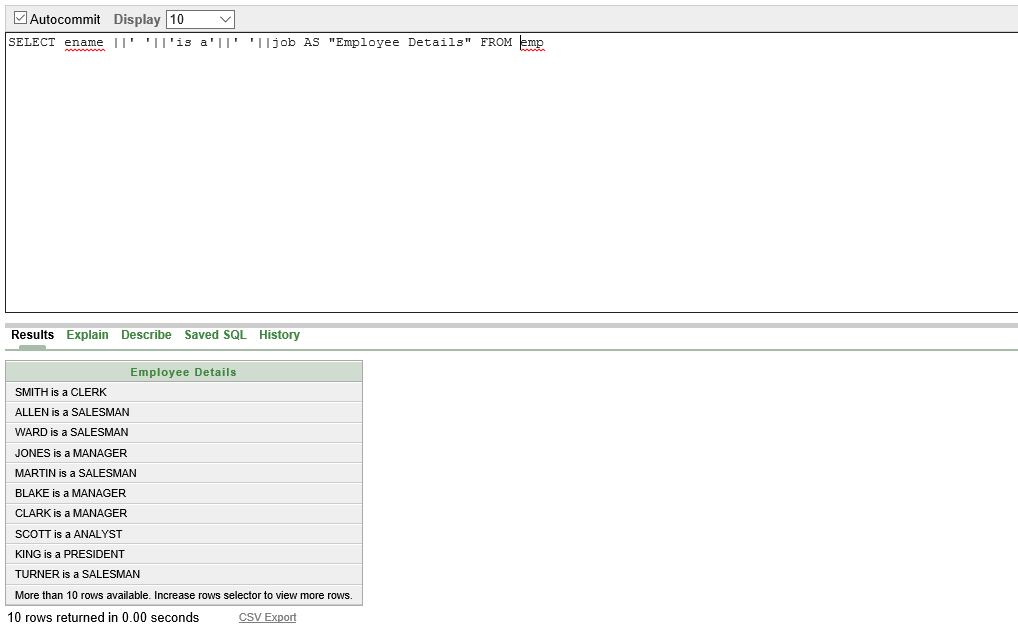 Autocommit Display 10
SELECT ename ||' '||'is a'||' '||job AS "Employee Details" FROM emp
Results Explain Describe Saved SQL History
Employee Details
SMITH is a CLERK
ALLEN is a SALESMAN
WARD is a SALESMAN
JONES is a MANAGER
MARTIN is a SALESMAN
BLAKE is a MANAGER
CLARK is a MANAGER
SCOTT is a ANALYST
KING is a PRESIDENT
TURNER is a SALESMAN
More than 10 rows available. Increase rows selector to view more rows.
10 rows returned in 0.00 seconds CSV Export